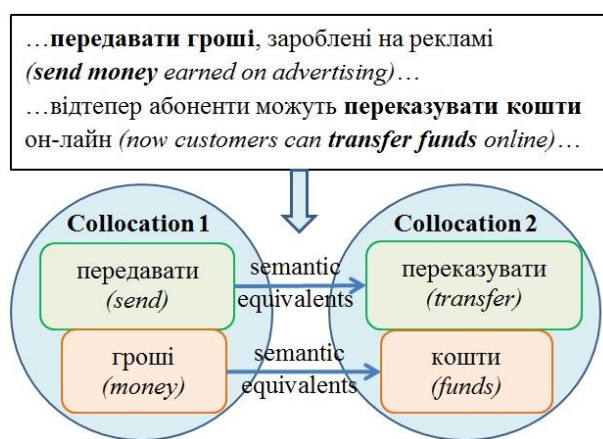 …передавати гроші, зароблені на рекламі
(send money earned on advertising)…
…відтепер абоненти можуть переказувати кошти
он-лайн (now customers can transfer funds online)…
Collocation 1
Collocation 2
передавати
(send)
semantic
equivalents
переказувати
(transfer)
гроші
(money)
semantic
equivalents
кошти
(funds)